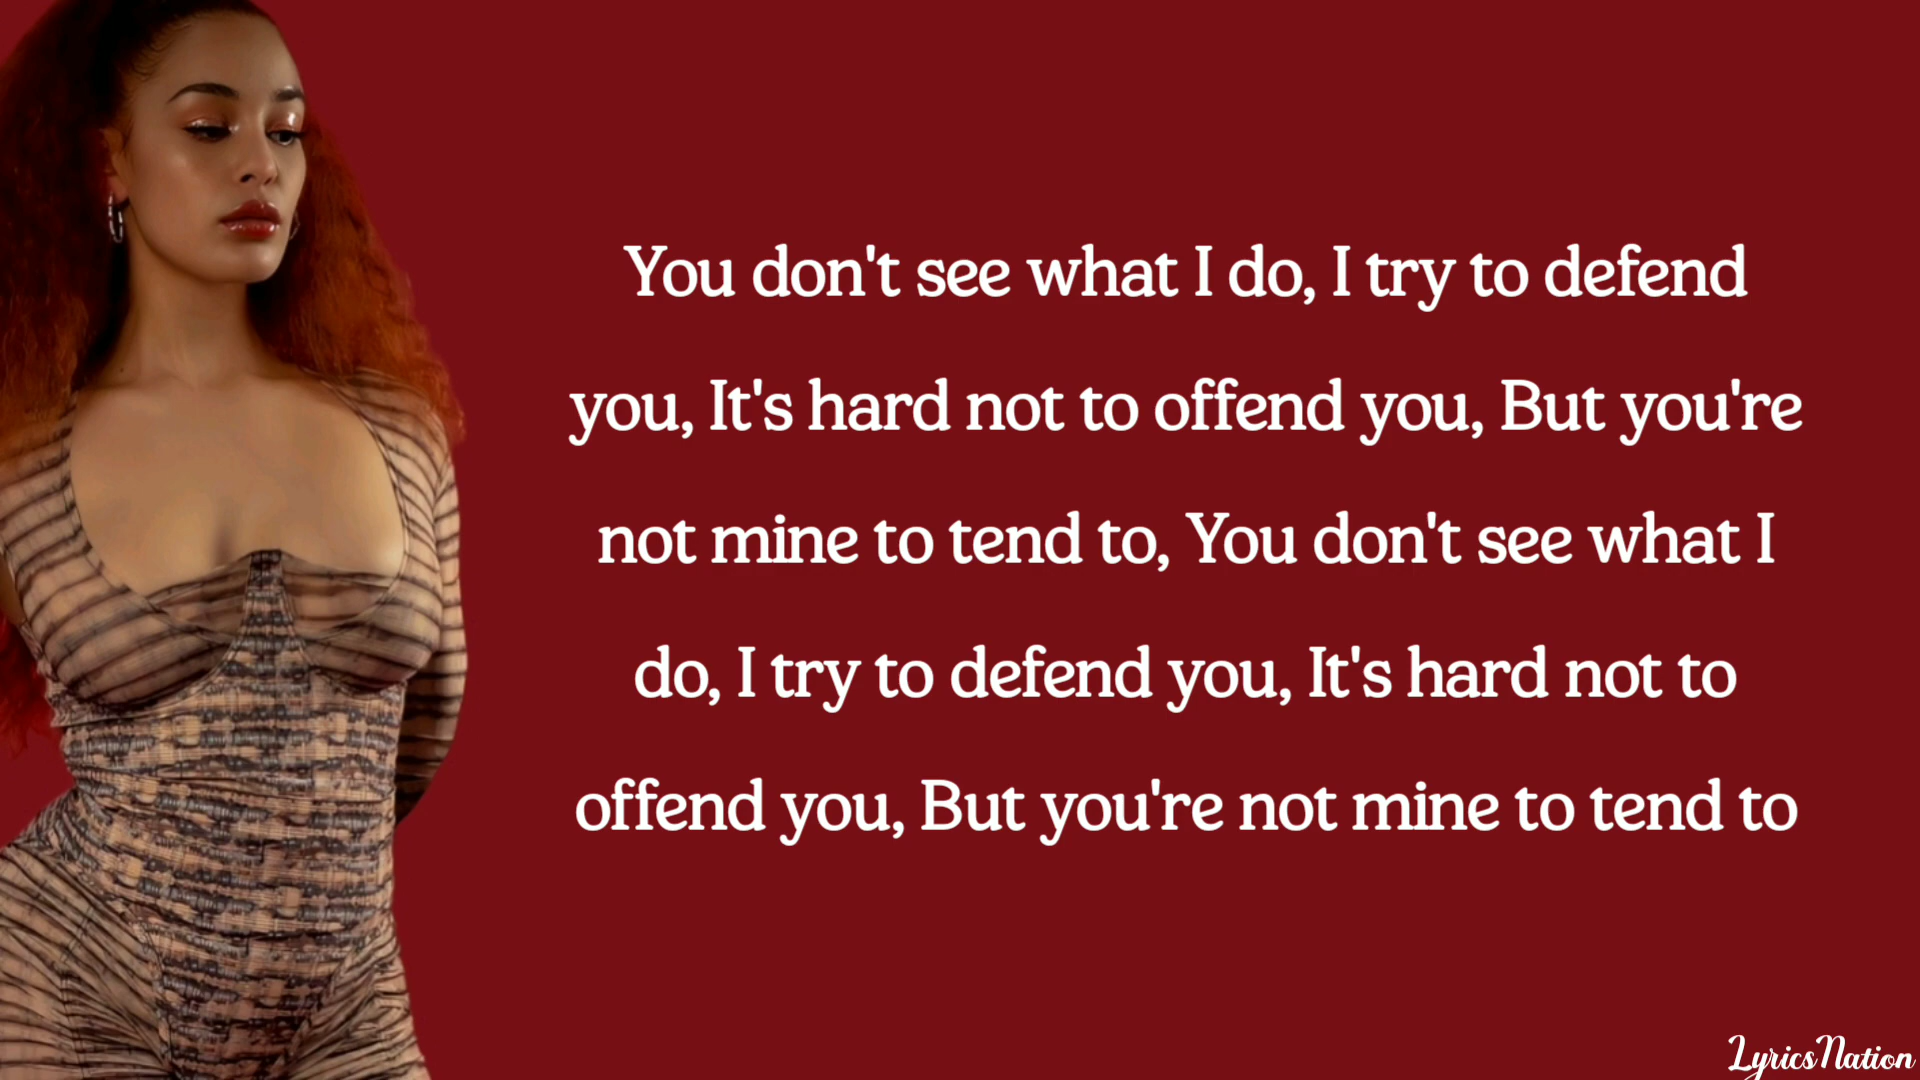 You don't see what I do, I try to defend
you, It's hard not to offend you, But you're
not mine to tend to, You don't see what I
do, I try to defend you, It's hard not to
offend you, But you're not mine to tend to
LyricsNation